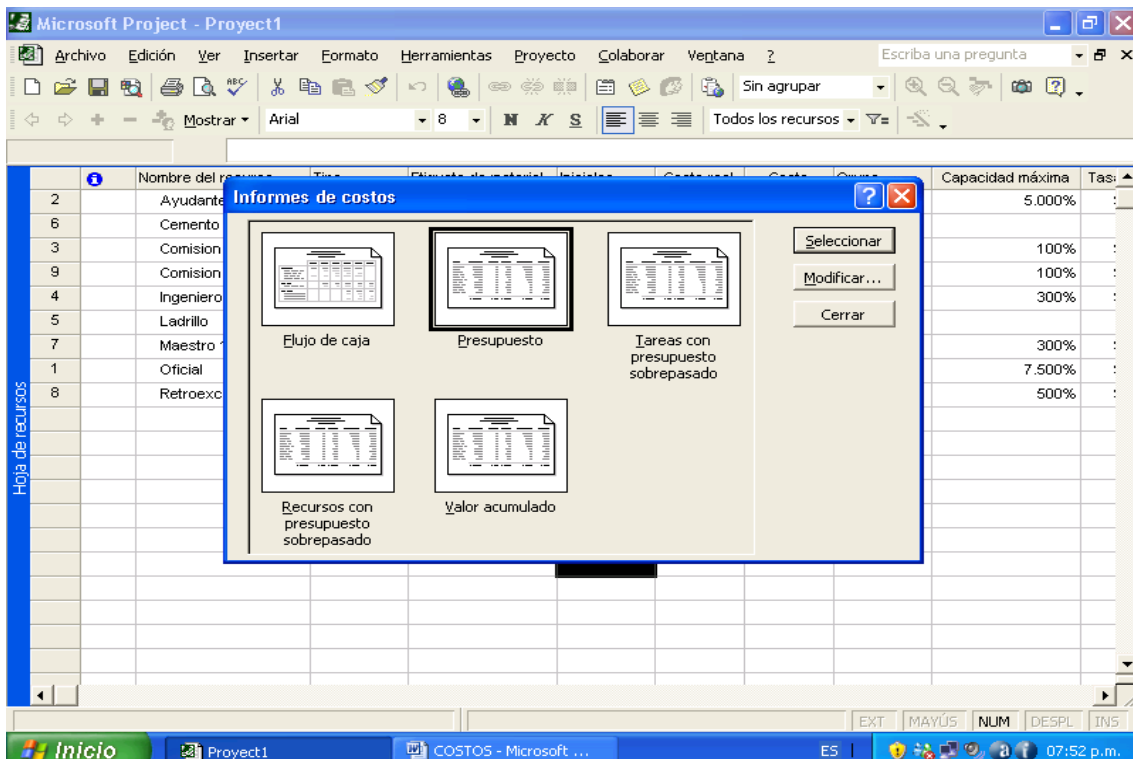 Microsoft Project - Proyect1
Archivo Edición Ver Insertar Formato Herramientas Proyecto Colaborar Ventana ? Escriba una pregunta
Sin agrupar
Mostrar Arial 8 N K S Todos los recursos
Nombre del Capacidad máxima
2 Ayudante 5.000%
6 Cemento
3 Comision 100%
9 Comision 100%
4 Ingeniero 300%
5 Ladrillo
7 Maestro 300%
1 Oficial 7.500%
8 Retroexc 500%
Hoja de recursos
Informes de costos
Flujo de caja
Presupuesto
Tareas con
presupuesto
sobrepasado
Recursos con
presupuesto
sobrepasado
Valor acumulado
Seleccionar
Modificar...
Cerrar
EXT MAYÚS NUM DESPL INS
Inicio Proyect1 COSTOS - Microsoft ... ES 07:52 p.m.